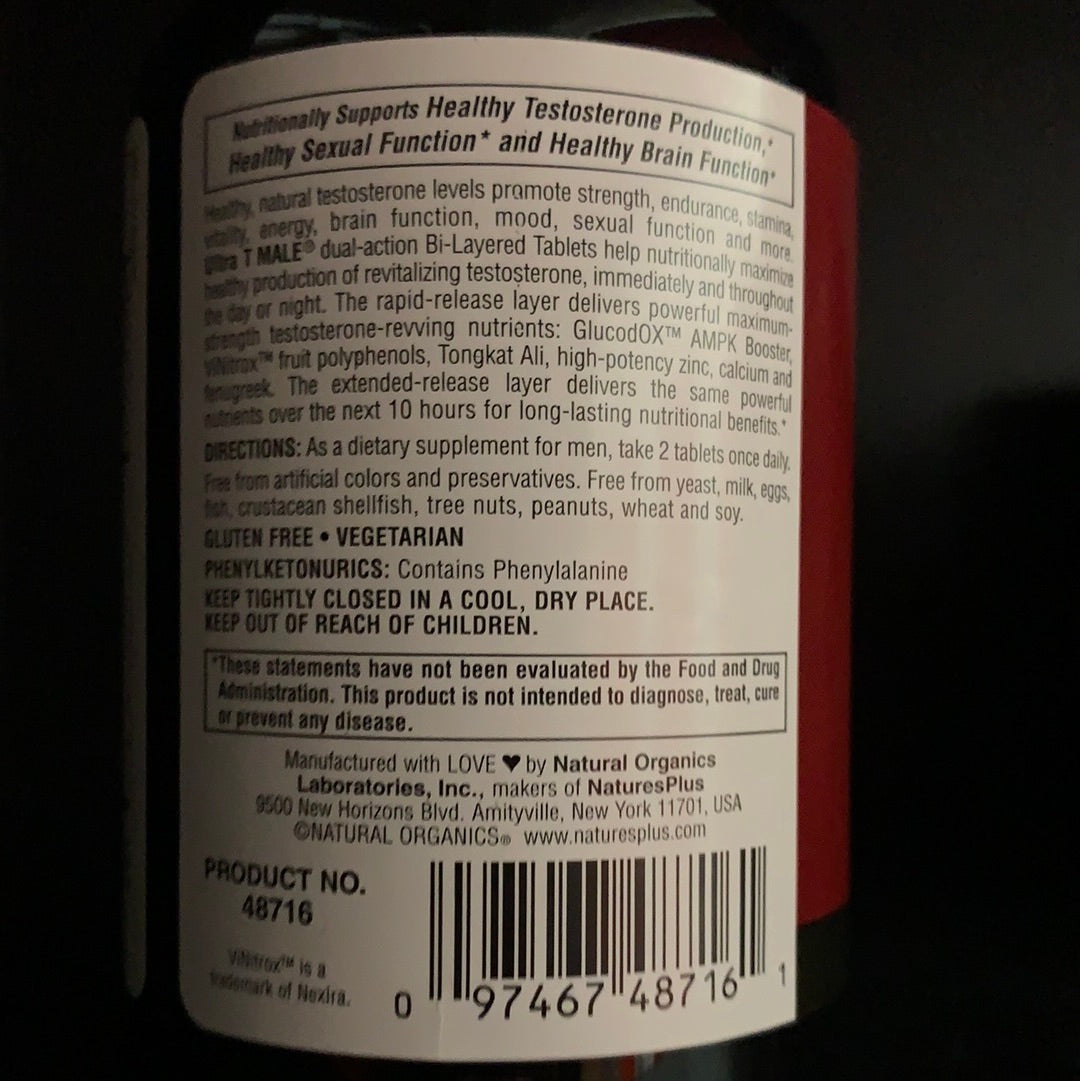 Nutritionally Supports Healthy Testosterone Production,*
Healthy Sexual Function* and Healthy Brain Function*
Healthy, natural testosterone levels promote strength, endurance, stamina,
vitality, energy, brain function, mood, sexual function and more.
Ultra T MALE® dual-action Bi-Layered Tablets help nutritionally maximize
healthy production of revitalizing testosterone, immediately and throughout
the day or night. The rapid-release layer delivers powerful maximum-
strength testosterone-revving nutrients: GlucodOX™ AMPK Booster,
ViNitrox™ fruit polyphenols, Tongkat Ali, high-potency zinc, calcium and
fenugreek. The extended-release layer delivers the same powerful
nutrients over the next 10 hours for long-lasting nutritional benefits.*
DIRECTIONS: As a dietary supplement for men, take 2 tablets once daily.
Free from artificial colors and preservatives. Free from yeast, milk, eggs,
fish, crustacean shellfish, tree nuts, peanuts, wheat and soy.
GLUTEN FREE • VEGETARIAN
PHENYLKETONURICS: Contains Phenylalanine
KEEP TIGHTLY CLOSED IN A COOL, DRY PLACE.
KEEP OUT OF REACH OF CHILDREN.
*These statements have not been evaluated by the Food and Drug
Administration. This product is not intended to diagnose, treat, cure
or prevent any disease.
Manufactured with LOVE ♥ by Natural Organics
Laboratories, Inc., makers of NaturesPlus
9500 New Horizons Blvd. Amityville, New York 11701, USA
©NATURAL ORGANICS® www.naturesplus.com
PRODUCT NO.
48716
ViNitrox™ is a
trademark of Nexira.
0 97467 48716 1